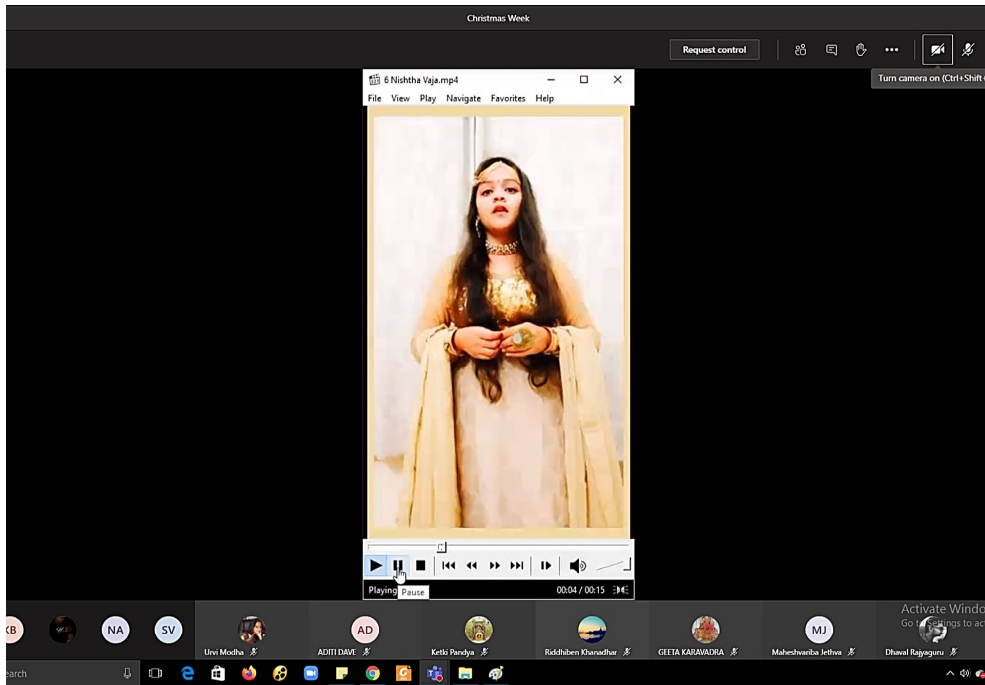 Christmas Week
Request control
Turn camera on (Ctrl+Shift+
6 Nishtha Vaja.mp4
File View Play Navigate Favorites Help
Playing
Pause
00:04 / 00:15
Activate Windo
Go to Settings to ac
KB
NA
SV
Urvi Modha
AD
ADITI DAVE
Ketki Pandya
Riddhiben Khanadhar
GEETA KARAVADRA
MJ
Maheshvariba Jethva
Dhaval Rajyaguru
earch